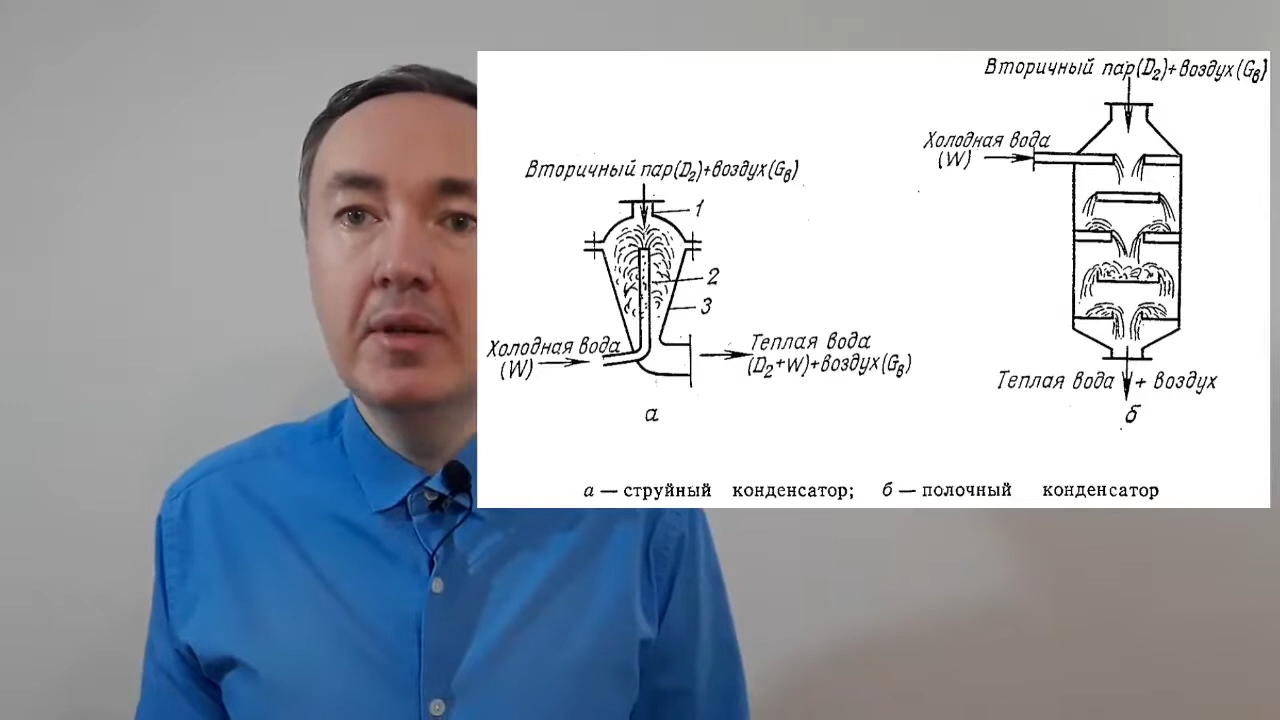 Вторичный пар(D₂)+воздух(Gв)
1
2
3
Холодная вода
(W)
Теплая вода
(D₂+W)+воздух(Gв)
а
Вторичный пар(D₂)+воздух(Gв)
Холодная вода
(W)
Теплая вода + воздух
б
а — струйный конденсатор; б — полочный конденсатор